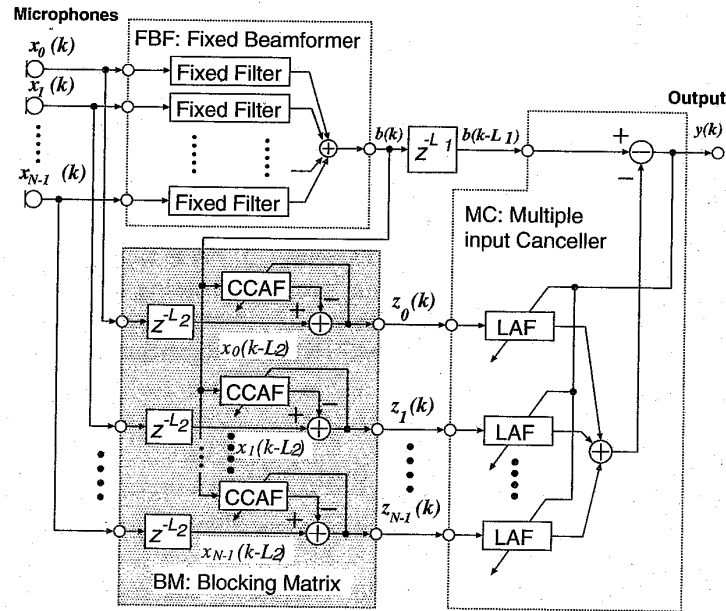 Microphones
FBF: Fixed Beamformer
x0(k)
Fixed Filter
x1(k)
Fixed Filter
xN-1 (k)
Fixed Filter
b(k)
z-L1
b(k-L1)
Output
y(k)
+
−
MC: Multiple
input Canceller
CCAF
z-L2
+
−
x0(k-L2)
z0(k)
LAF
CCAF
z-L2
+
−
x1(k-L2)
z1(k)
LAF
CCAF
z-L2
+
−
xN-1(k-L2)
zN-1(k)
LAF
BM: Blocking Matrix